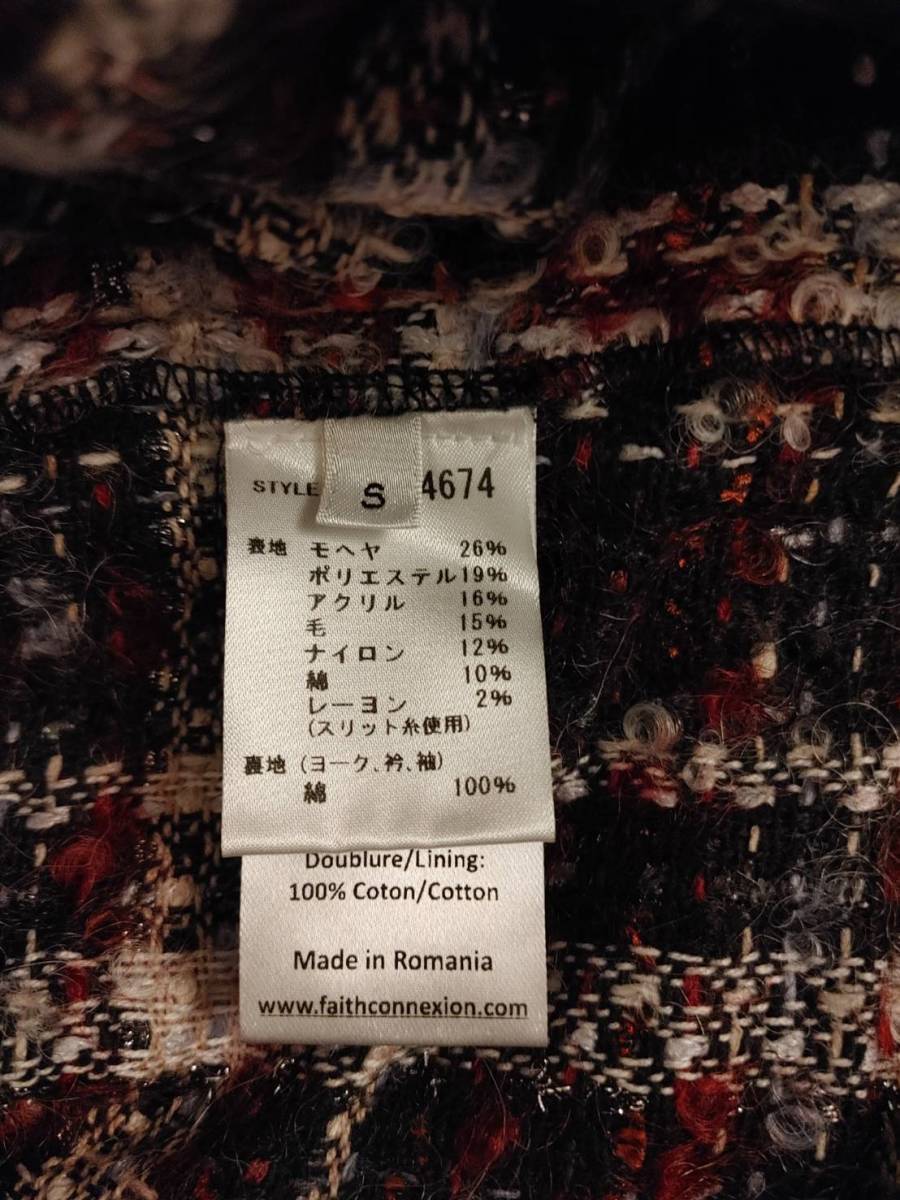 STYLE S 4674
表地 モヘヤ 26%
ポリエステル 19%
アクリル 16%
毛 15%
ナイロン 12%
綿 10%
レーヨン 2%
(スリット糸使用)
裏地 (ヨーク、衿、袖)
綿 100%
Doublure/Lining:
100% Coton/Cotton
Made in Romania
www.faithconnexion.com